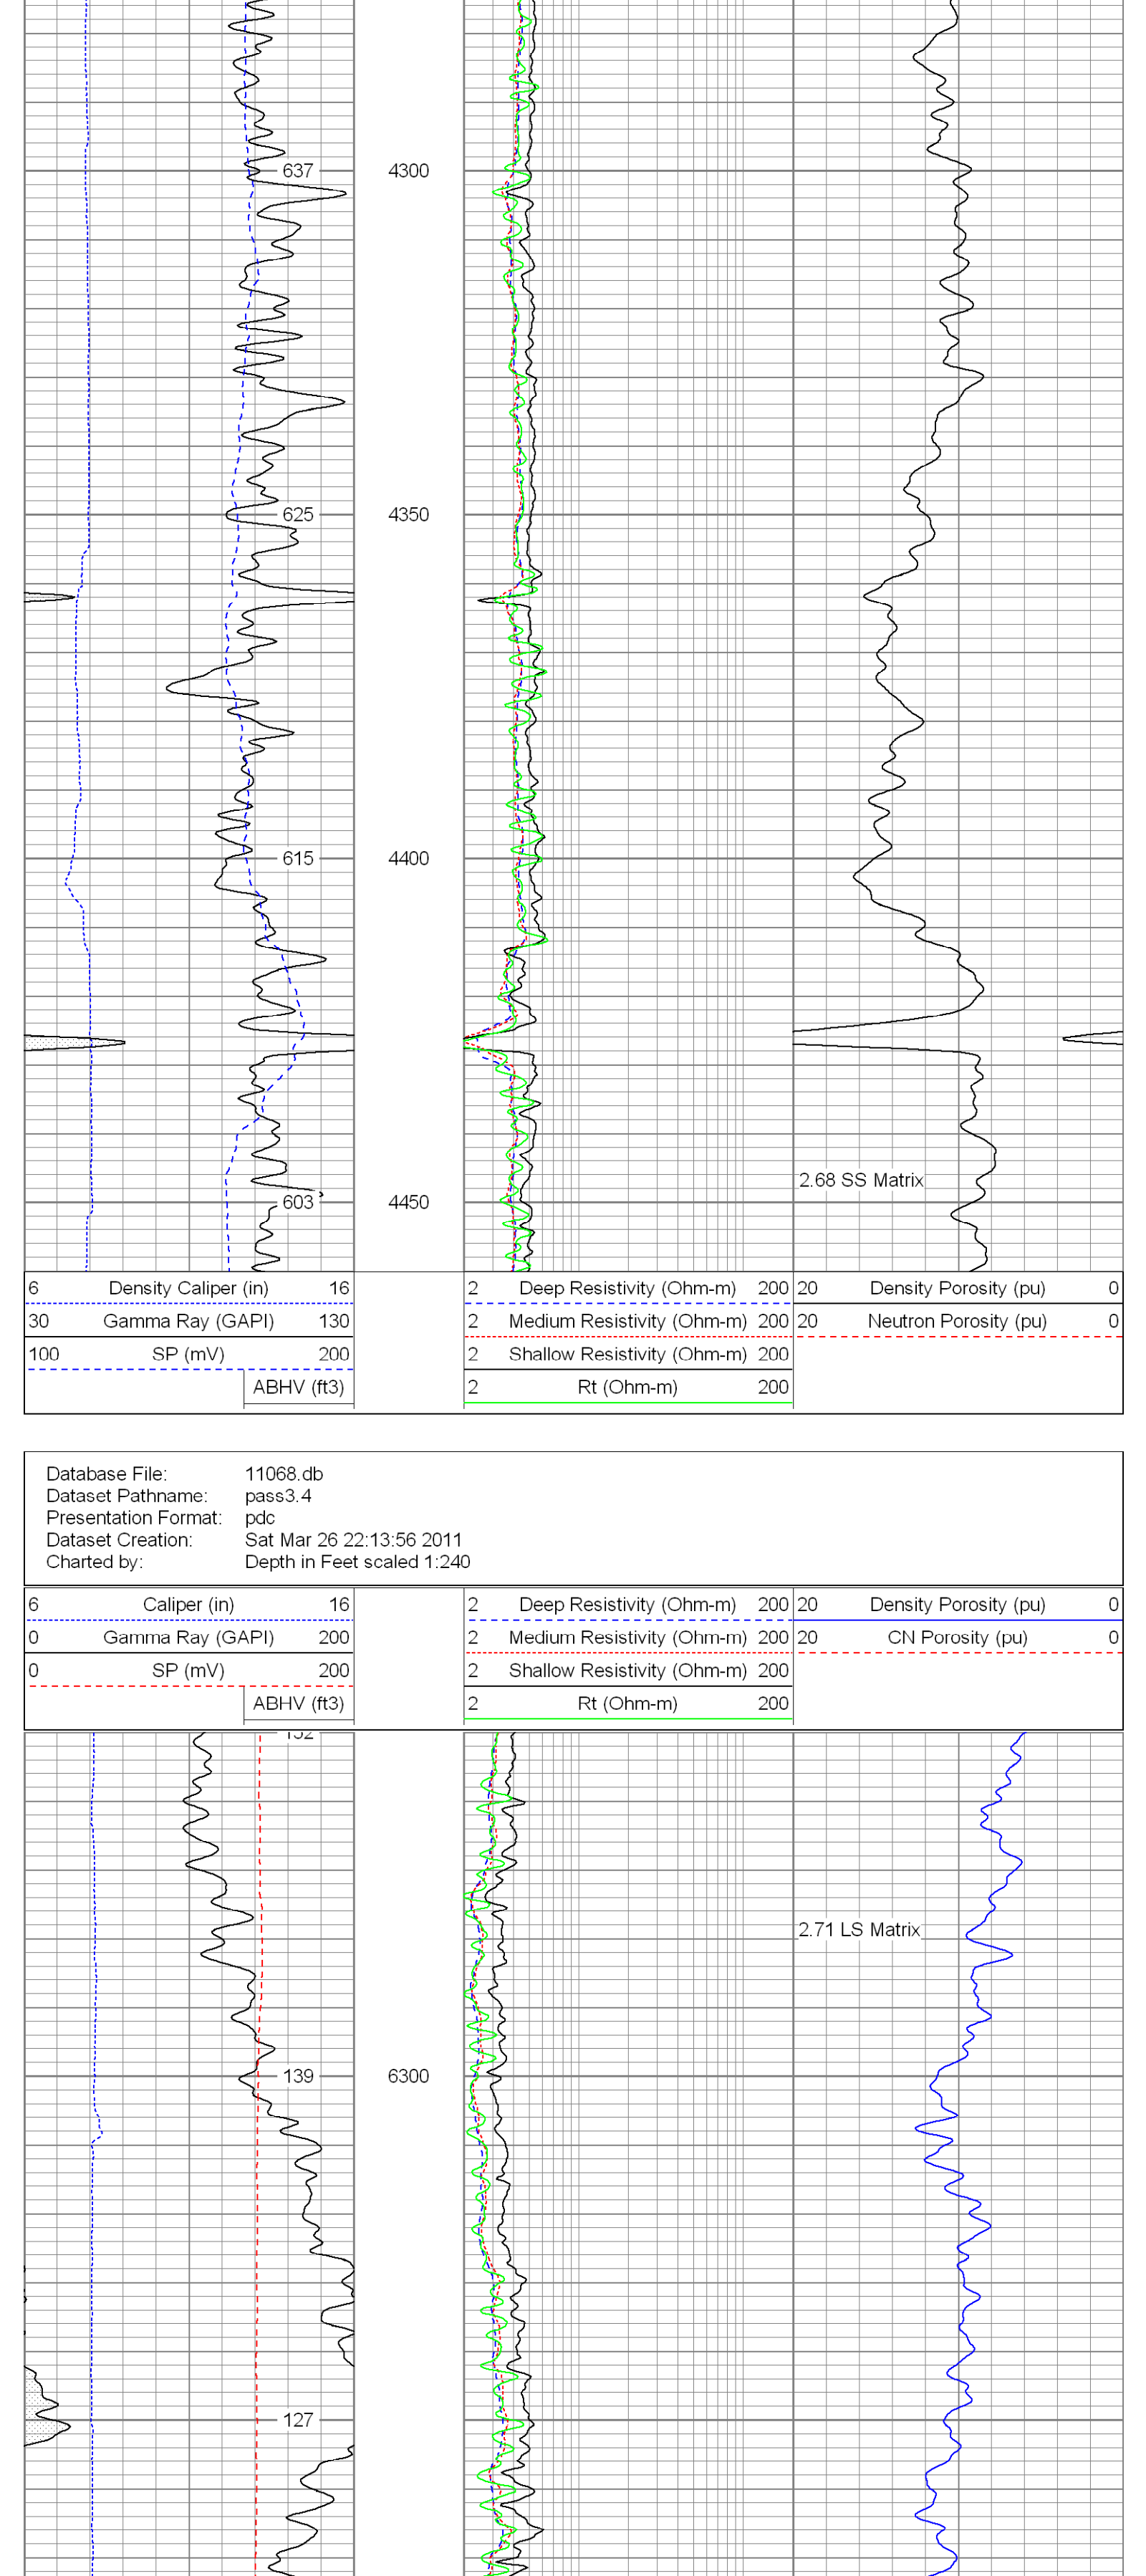 637 4300
625 4350
615 4400
2.68 SS Matrix
603 4450
6 Density Caliper (in) 16 2 Deep Resistivity (Ohm-m) 200 20 Density Porosity (pu) 0
30 Gamma Ray (GAPI) 130 2 Medium Resistivity (Ohm-m) 200 20 Neutron Porosity (pu) 0
100 SP (mV) 200 2 Shallow Resistivity (Ohm-m) 200
ABHV (ft3) 2 Rt (Ohm-m) 200
Database File: 11068.db
Dataset Pathname: pass3.4
Presentation Format: pdc
Dataset Creation: Sat Mar 26 22:13:56 2011
Charted by: Depth in Feet scaled 1:240
6 Caliper (in) 16 2 Deep Resistivity (Ohm-m) 200 20 Density Porosity (pu) 0
0 Gamma Ray (GAPI) 200 2 Medium Resistivity (Ohm-m) 200 20 CN Porosity (pu) 0
0 SP (mV) 200 2 Shallow Resistivity (Ohm-m) 200
ABHV (ft3) 2 Rt (Ohm-m) 200
2.71 LS Matrix
139 6300
127